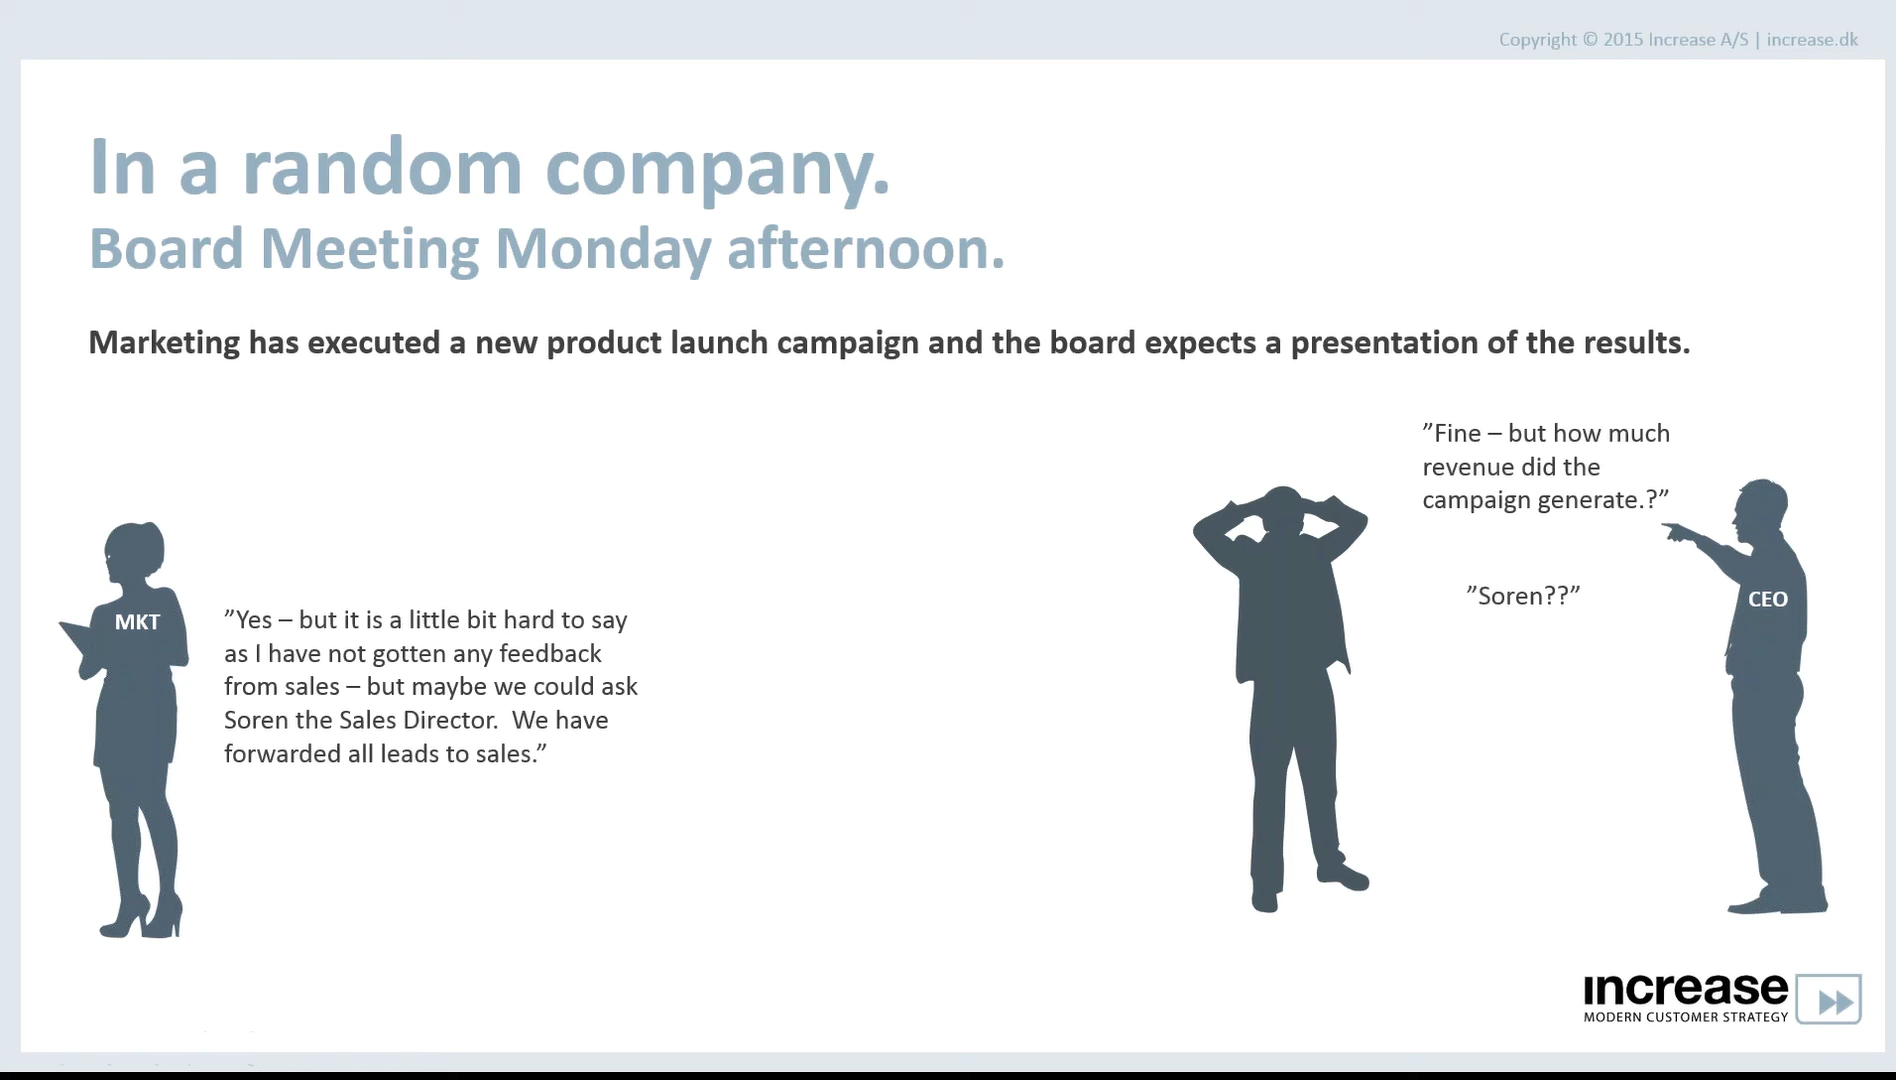 Copyright © 2015 Increase A/S | increase.dk
In a random company.
Board Meeting Monday afternoon.
Marketing has executed a new product launch campaign and the board expects a presentation of the results.
”Fine – but how much
revenue did the
campaign generate.?”
”Soren??”
CEO
MKT
”Yes – but it is a little bit hard to say
as I have not gotten any feedback
from sales – but maybe we could ask
Soren the Sales Director.  We have
forwarded all leads to sales.”
increase
MODERN CUSTOMER STRATEGY